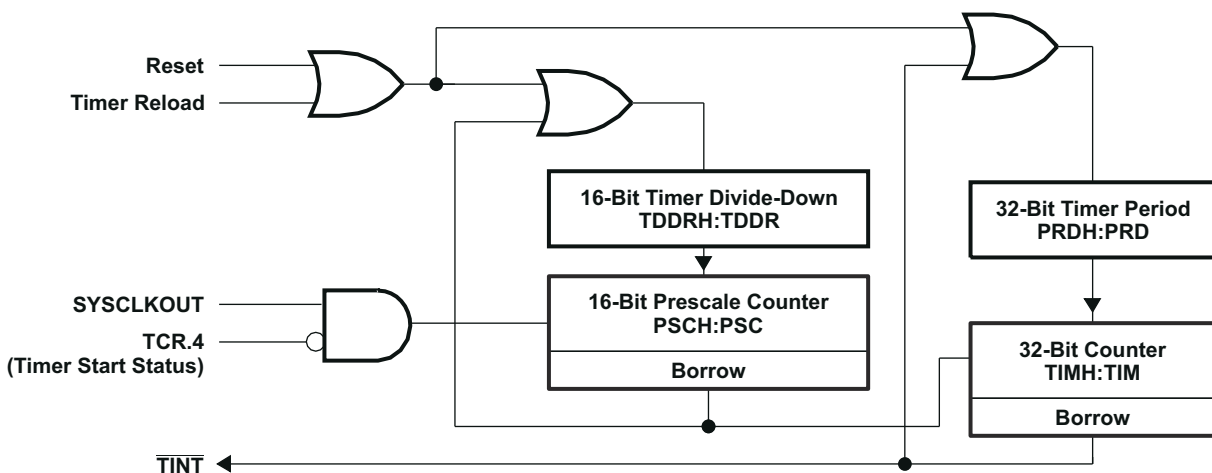 Reset
Timer Reload
16-Bit Timer Divide-Down
TDDRH:TDDR
32-Bit Timer Period
PRDH:PRD
SYSCLKOUT
TCR.4
(Timer Start Status)
16-Bit Prescale Counter
PSCH:PSC
Borrow
32-Bit Counter
TIMH:TIM
Borrow
TINT